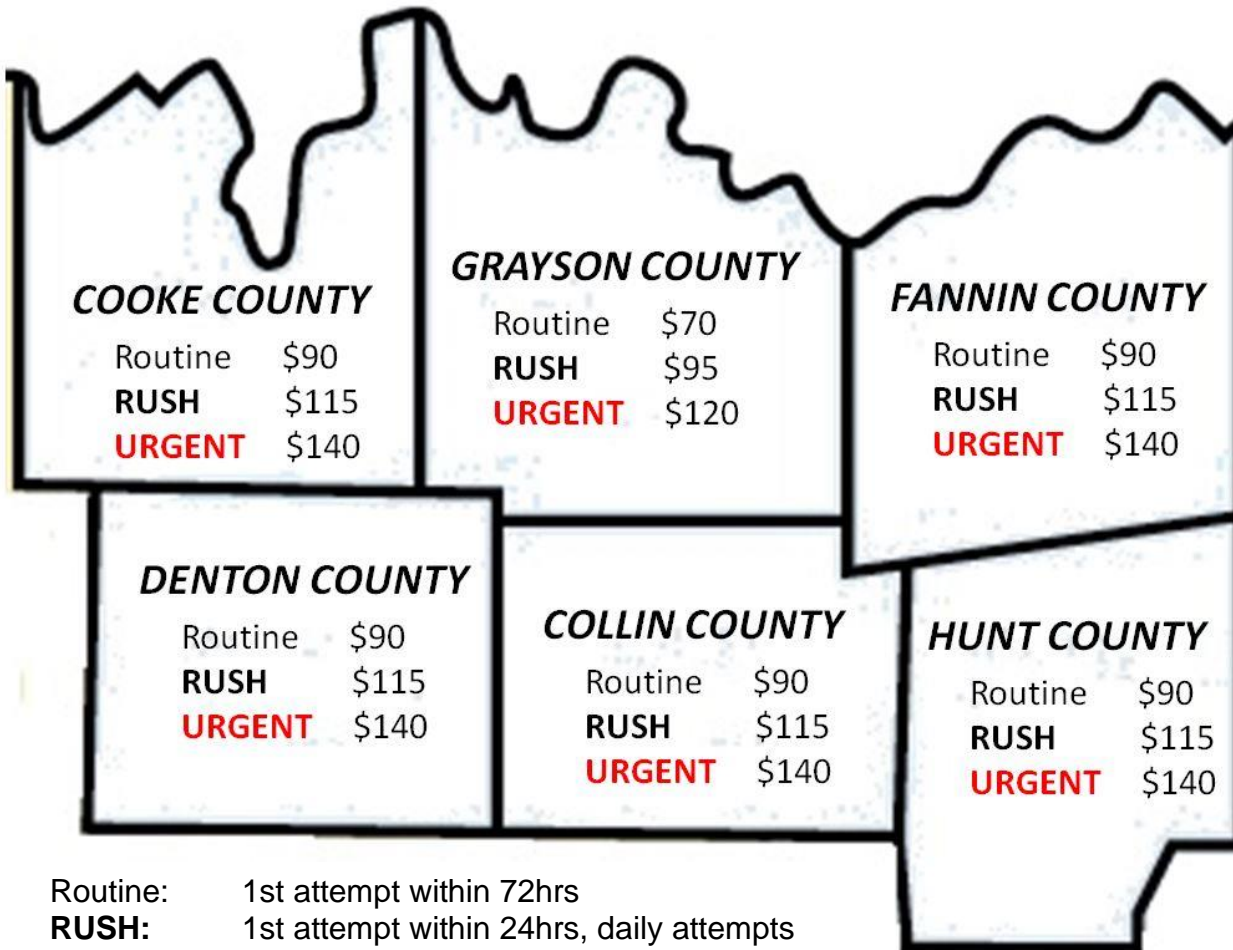 COOKE COUNTY
Routine $90
RUSH $115
URGENT $140
GRAYSON COUNTY
Routine $70
RUSH $95
URGENT $120
FANNIN COUNTY
Routine $90
RUSH $115
URGENT $140
DENTON COUNTY
Routine $90
RUSH $115
URGENT $140
COLLIN COUNTY
Routine $90
RUSH $115
URGENT $140
HUNT COUNTY
Routine $90
RUSH $115
URGENT $140
Routine: 1st attempt within 72hrs
RUSH: 1st attempt within 24hrs, daily attempts